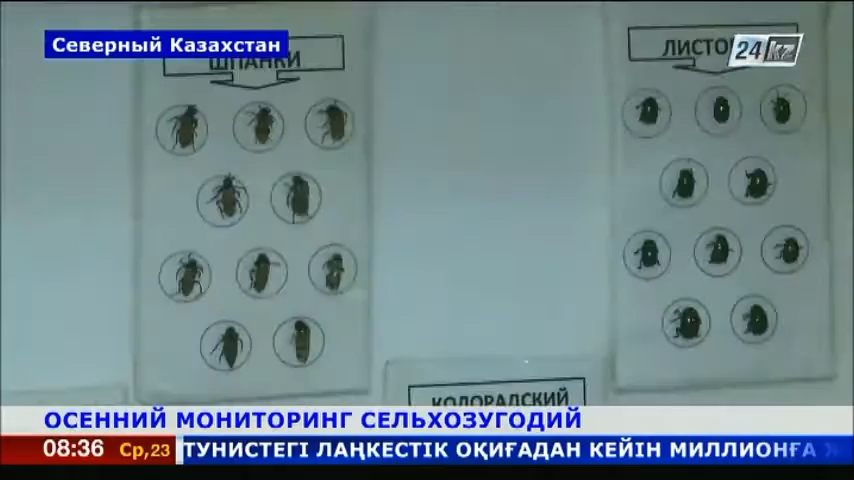 Северный Казахстан
ШПАНКИ
ЛИСТО
24kz
КОЛОРАДСКИЙ
ОСЕННИЙ МОНИТОРИНГ СЕЛЬХОЗУГОДИЙ
08:36 Ср,23 ТУНИСТЕГІ ЛАҢКЕСТІК ОҚИҒАДАН КЕЙІН МИЛЛИОНҒА